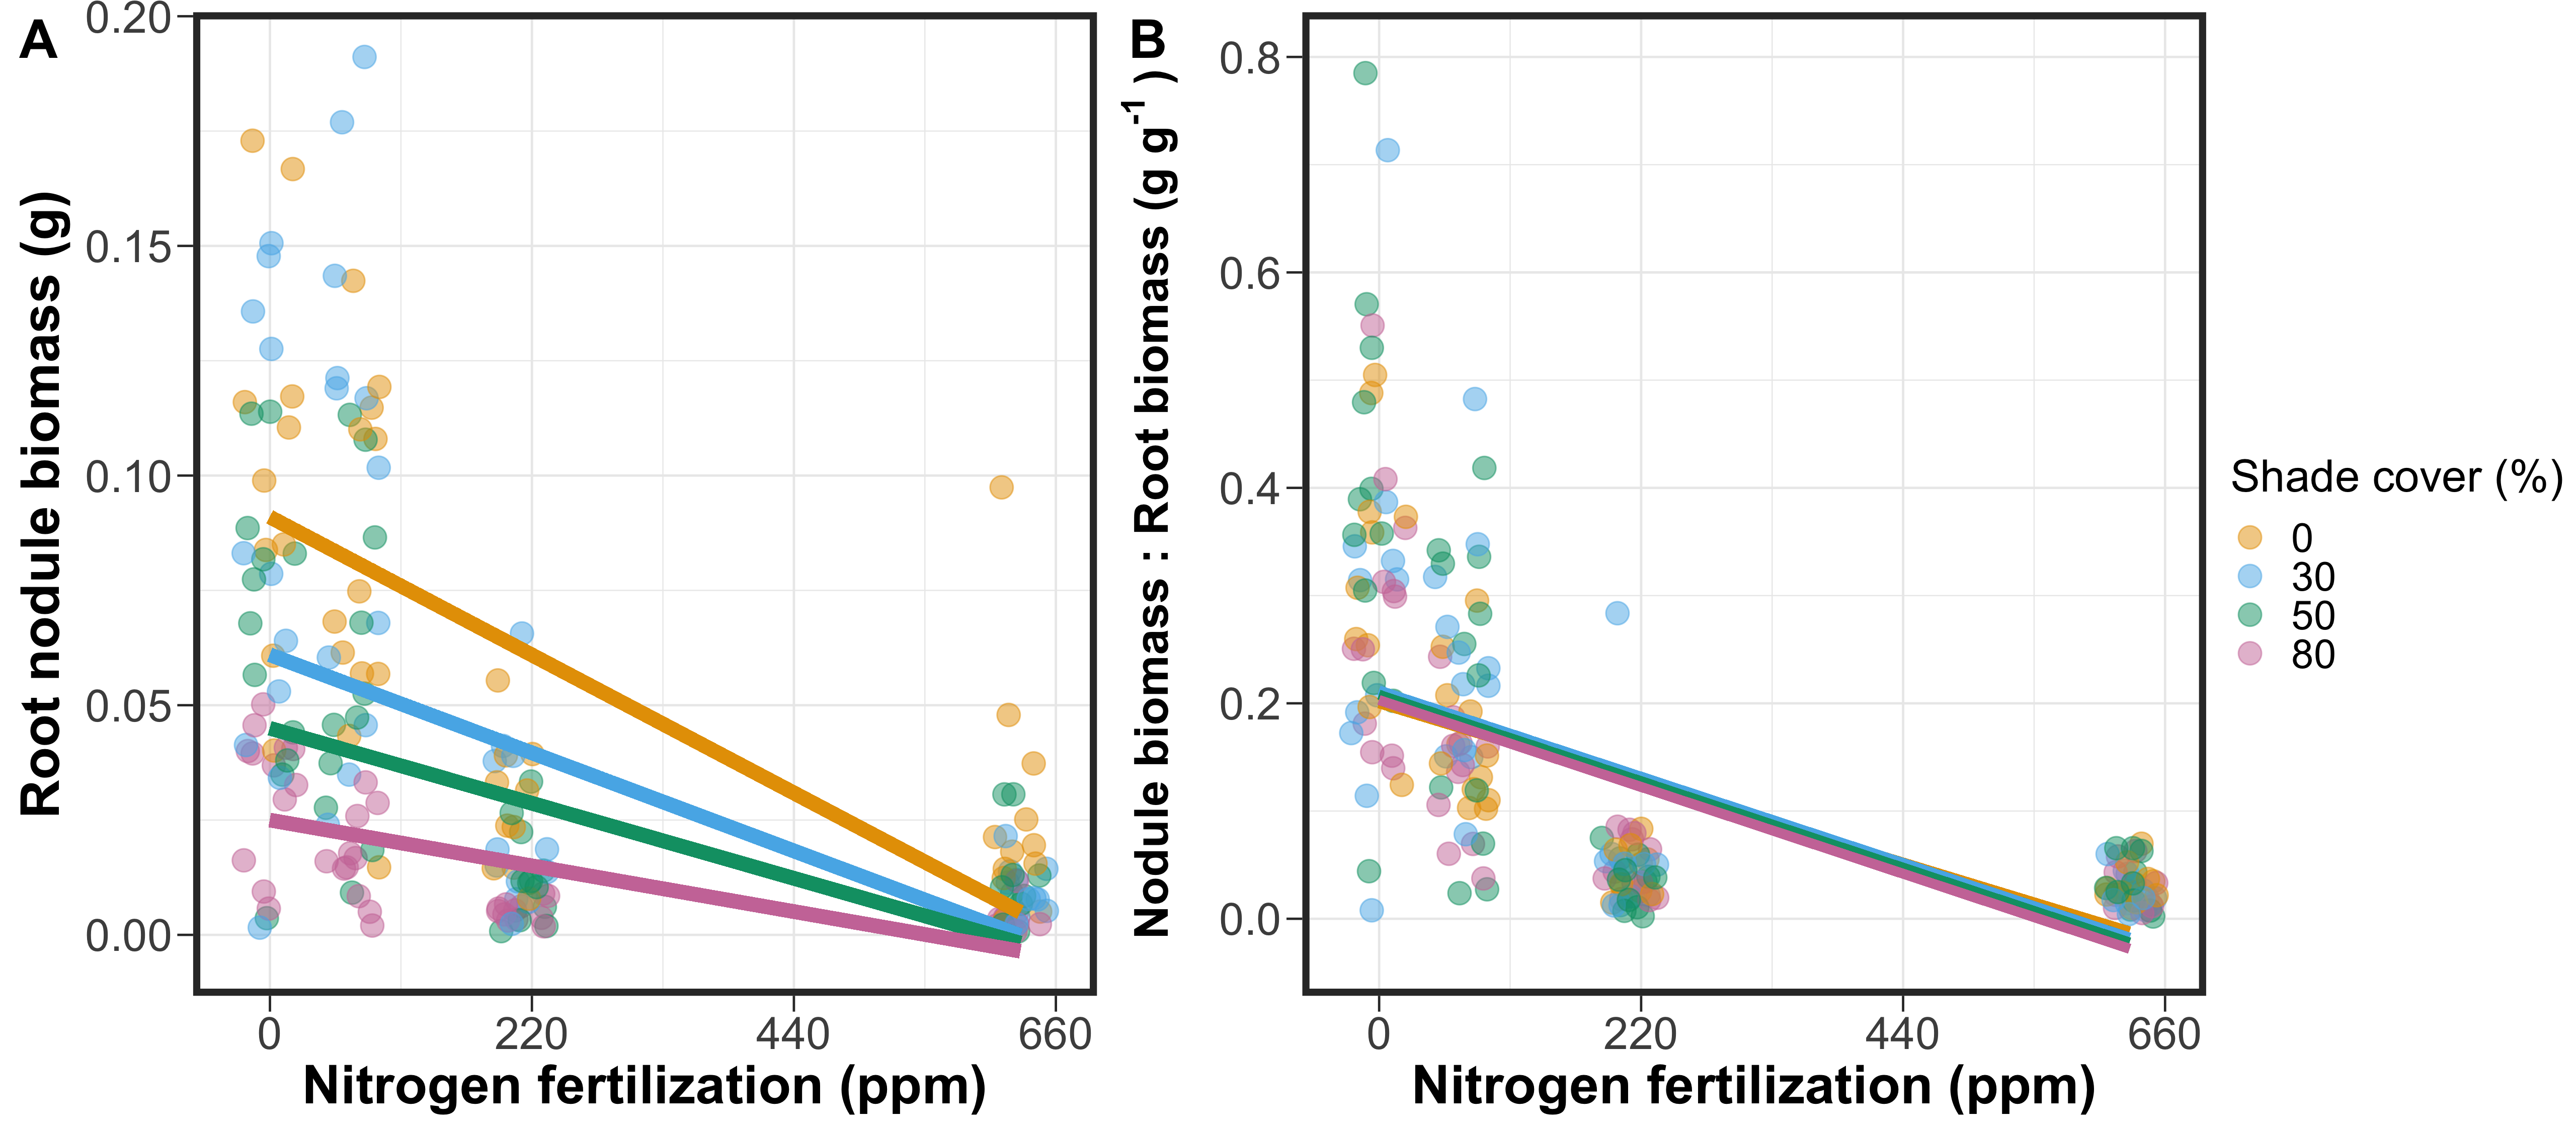 A
Root nodule biomass (g)
0.20
0.15
0.10
0.05
0.00
0 220 440 660
Nitrogen fertilization (ppm)
B
Nodule biomass : Root biomass (g g⁻¹ )
0.8
0.6
0.4
0.2
0.0
0 220 440 660
Nitrogen fertilization (ppm)
Shade cover (%)
0
30
50
80